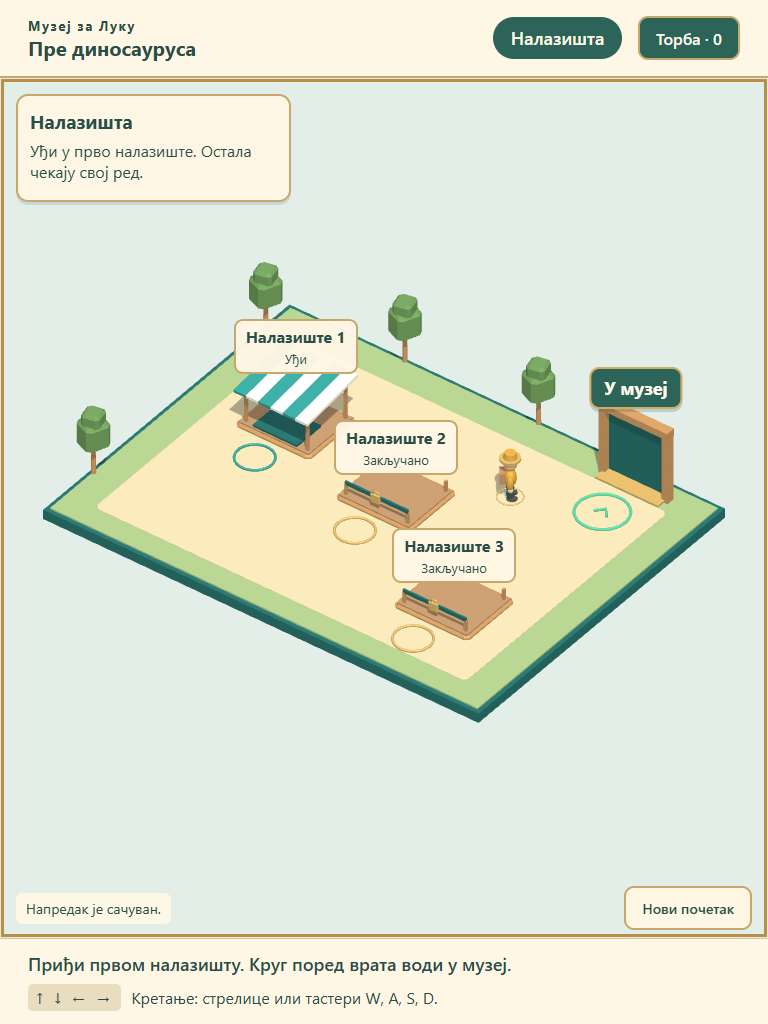 Музеј за Луку
Пре диносауруса
Налазишта
Торба · 0
Налазишта
Уђи у прво налазиште. Остала
чекају свој ред.
Налазиште 1
Уђи
У музеј
Налазиште 2
Закључано
Налазиште 3
Закључано
Напредак је сачуван.
Нови почетак
Приђи првом налазишту. Круг поред врата води у музеј.
↑ ↓ ← → Кретање: стрелице или тастери W, A, S, D.